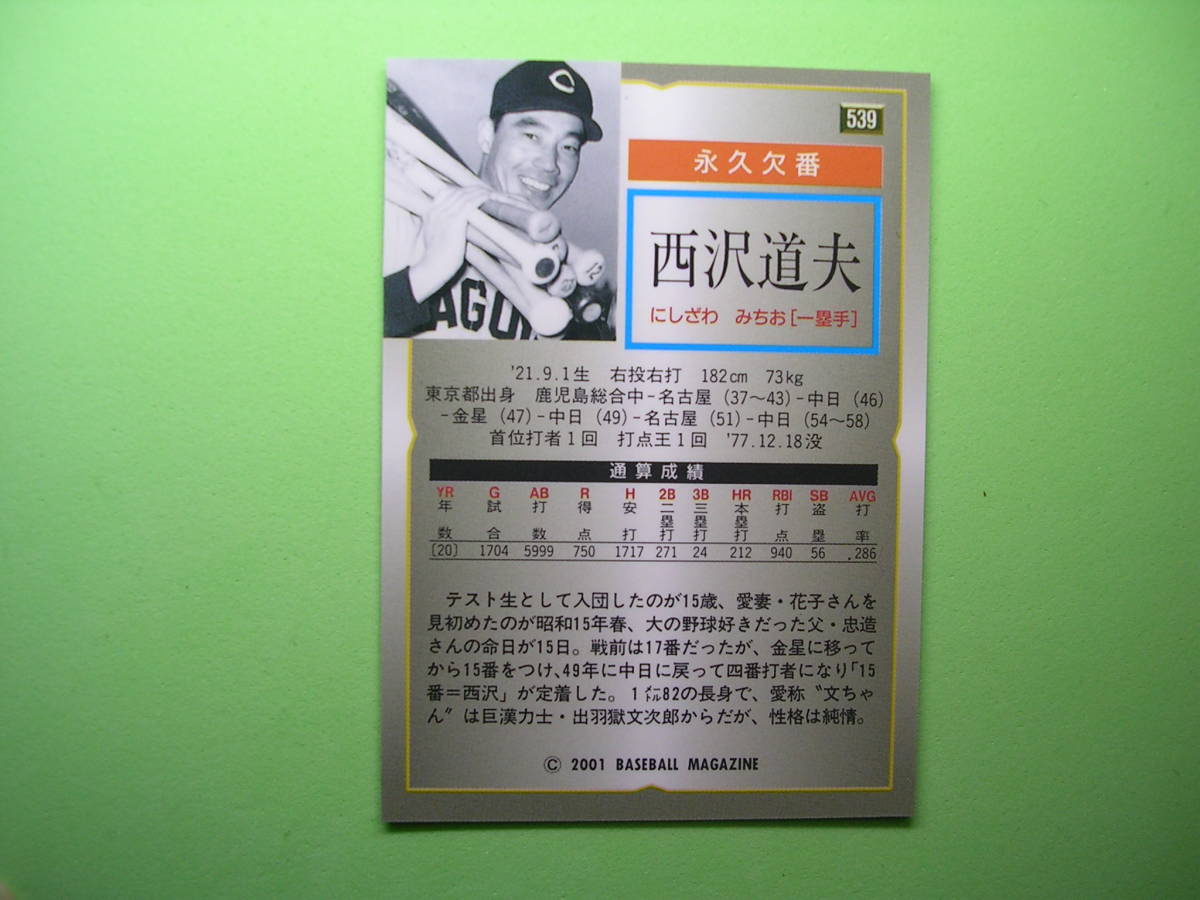 C
12
AGO
539
永久欠番
西沢道夫
にしざわ みちお[一塁手]
'21.9.1生 右投右打 182cm 73kg
東京都出身 鹿児島総合中-名古屋(37〜43)-中日(46)
-金星(47)-中日(49)-名古屋(51)-中日(54〜58)
首位打者1回 打点王1回 '77.12.18没
通算成績
YR G AB R H 2B 3B HR RBI SB AVG
年数 試合 打数 得点 安打 二塁打 三塁打 本塁打 打点 盗塁 打率
[20] 1704 5999 750 1717 271 24 212 940 56 .286
テスト生として入団したのが15歳、愛妻・花子さんを
見初めたのが昭和15年春、大の野球好きだった父・忠造
さんの命日が15日。戦前は17番だったが、金星に移って
から15番をつけ、49年に中日に戻って四番打者になり「15
番=西沢」が定着した。1㍍82の長身で、愛称〝文ちゃ
ん〟は巨漢力士・出羽獄文次郎からだが、性格は純情。
© 2001 BASEBALL MAGAZINE